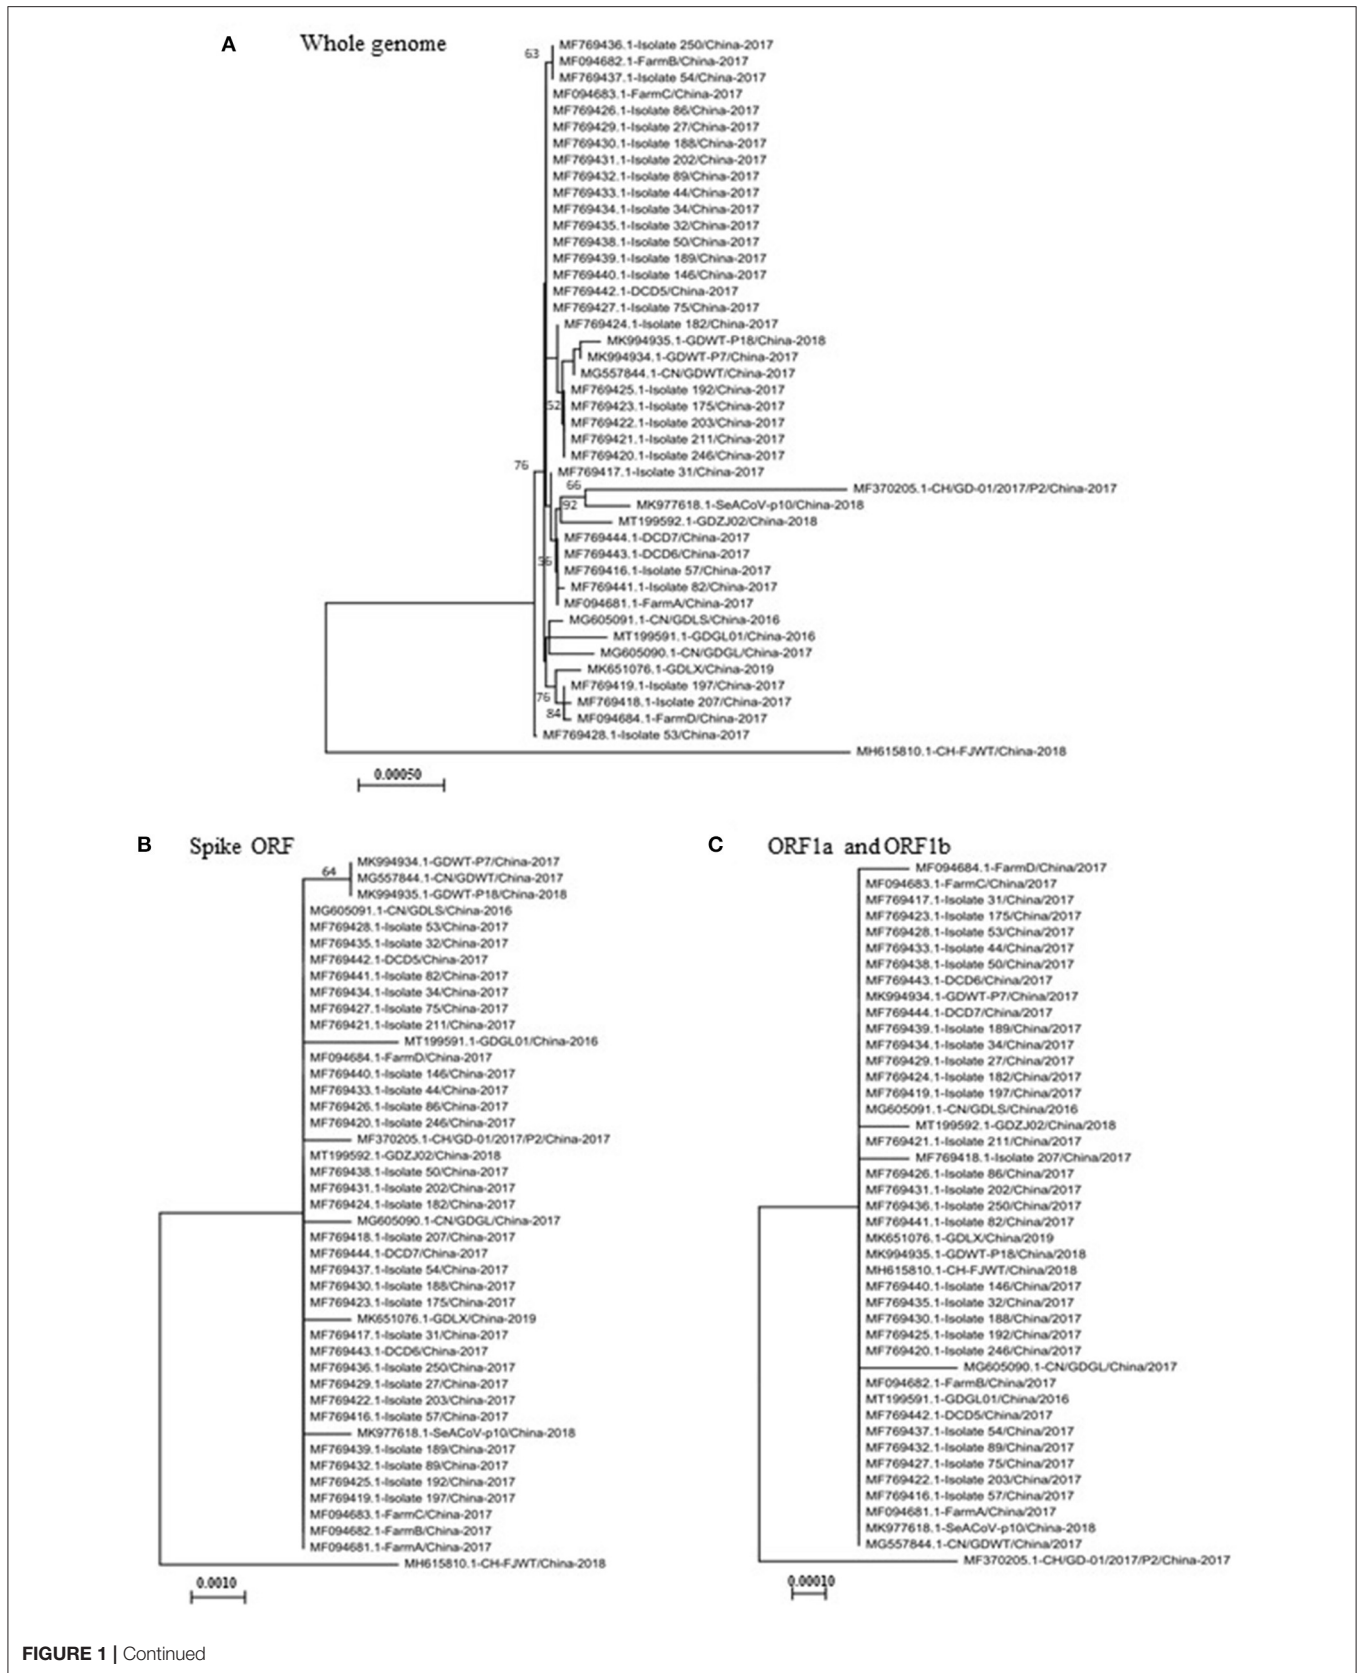 A Whole genome
63
MF769436.1-Isolate 250/China-2017
MF094682.1-FarmB/China-2017
MF769437.1-Isolate 54/China-2017
MF094683.1-FarmC/China-2017
MF769426.1-Isolate 86/China-2017
MF769429.1-Isolate 27/China-2017
MF769430.1-Isolate 188/China-2017
MF769431.1-Isolate 202/China-2017
MF769432.1-Isolate 89/China-2017
MF769433.1-Isolate 44/China-2017
MF769434.1-Isolate 34/China-2017
MF769435.1-Isolate 32/China-2017
MF769438.1-Isolate 50/China-2017
MF769439.1-Isolate 189/China-2017
MF769440.1-Isolate 146/China-2017
MF769442.1-DCD5/China-2017
MF769427.1-Isolate 75/China-2017
MF769424.1-Isolate 182/China-2017
MK994935.1-GDWT-P18/China-2018
MK994934.1-GDWT-P7/China-2017
MG557844.1-CN/GDWT/China-2017
MF769425.1-Isolate 192/China-2017
52
MF769423.1-Isolate 175/China-2017
MF769422.1-Isolate 203/China-2017
MF769421.1-Isolate 211/China-2017
MF769420.1-Isolate 246/China-2017
76
MF769417.1-Isolate 31/China-2017
66
MF370205.1-CH/GD-01/2017/P2/China-2017
92
MK977618.1-SeACoV-p10/China-2018
MT199592.1-GDZJ02/China-2018
MF769444.1-DCD7/China-2017
MF769443.1-DCD6/China-2017
MF769416.1-Isolate 57/China-2017
MF769441.1-Isolate 82/China-2017
MF094681.1-FarmA/China-2017
MG605091.1-CN/GDLS/China-2016
MT199591.1-GDGL01/China-2016
MG605090.1-CN/GDGL/China-2017
MK651076.1-GDLX/China-2019
MF769419.1-Isolate 197/China-2017
76
MF769418.1-Isolate 207/China-2017
84
MF094684.1-FarmD/China-2017
MF769428.1-Isolate 53/China-2017
MH615810.1-CH-FJWT/China-2018
0.00050
B Spike ORF
64
MK994934.1-GDWT-P7/China-2017
MG557844.1-CN/GDWT/China-2017
MK994935.1-GDWT-P18/China-2018
MG605091.1-CN/GDLS/China-2016
MF769428.1-Isolate 53/China-2017
MF769435.1-Isolate 32/China-2017
MF769442.1-DCD5/China-2017
MF769441.1-Isolate 82/China-2017
MF769434.1-Isolate 34/China-2017
MF769427.1-Isolate 75/China-2017
MF769421.1-Isolate 211/China-2017
MT199591.1-GDGL01/China-2016
MF094684.1-FarmD/China-2017
MF769440.1-Isolate 146/China-2017
MF769433.1-Isolate 44/China-2017
MF769426.1-Isolate 86/China-2017
MF769420.1-Isolate 246/China-2017
MF370205.1-CH/GD-01/2017/P2/China-2017
MT199592.1-GDZJ02/China-2018
MF769438.1-Isolate 50/China-2017
MF769431.1-Isolate 202/China-2017
MF769424.1-Isolate 182/China-2017
MG605090.1-CN/GDGL/China-2017
MF769418.1-Isolate 207/China-2017
MF769444.1-DCD7/China-2017
MF769437.1-Isolate 54/China-2017
MF769430.1-Isolate 188/China-2017
MF769423.1-Isolate 175/China-2017
MK651076.1-GDLX/China-2019
MF769417.1-Isolate 31/China-2017
MF769443.1-DCD6/China-2017
MF769436.1-Isolate 250/China-2017
MF769429.1-Isolate 27/China-2017
MF769422.1-Isolate 203/China-2017
MF769416.1-Isolate 57/China-2017
MK977618.1-SeACoV-p10/China-2018
MF769439.1-Isolate 189/China-2017
MF769432.1-Isolate 89/China-2017
MF769425.1-Isolate 192/China-2017
MF769419.1-Isolate 197/China-2017
MF094683.1-FarmC/China-2017
MF094682.1-FarmB/China-2017
MF094681.1-FarmA/China-2017
MH615810.1-CH-FJWT/China-2018
0.0010
C ORF1a and ORF1b
MF094684.1-FarmD/China/2017
MF094683.1-FarmC/China/2017
MF769417.1-Isolate 31/China/2017
MF769423.1-Isolate 175/China/2017
MF769428.1-Isolate 53/China/2017
MF769433.1-Isolate 44/China/2017
MF769438.1-Isolate 50/China/2017
MF769443.1-DCD6/China/2017
MK994934.1-GDWT-P7/China/2017
MF769444.1-DCD7/China/2017
MF769439.1-Isolate 189/China/2017
MF769434.1-Isolate 34/China/2017
MF769429.1-Isolate 27/China/2017
MF769424.1-Isolate 182/China/2017
MF769419.1-Isolate 197/China/2017
MG605091.1-CN/GDLS/China/2016
MT199592.1-GDZJ02/China/2018
MF769421.1-Isolate 211/China/2017
MF769418.1-Isolate 207/China/2017
MF769426.1-Isolate 86/China/2017
MF769431.1-Isolate 202/China/2017
MF769436.1-Isolate 250/China/2017
MF769441.1-Isolate 82/China/2017
MK651076.1-GDLX/China/2019
MK994935.1-GDWT-P18/China/2018
MH615810.1-CH-FJWT/China/2018
MF769440.1-Isolate 146/China/2017
MF769435.1-Isolate 32/China/2017
MF769430.1-Isolate 188/China/2017
MF769425.1-Isolate 192/China/2017
MF769420.1-Isolate 246/China/2017
MG605090.1-CN/GDGL/China/2017
MF094682.1-FarmB/China/2017
MT199591.1-GDGL01/China/2016
MF769442.1-DCD5/China/2017
MF769437.1-Isolate 54/China/2017
MF769432.1-Isolate 89/China/2017
MF769427.1-Isolate 75/China/2017
MF769422.1-Isolate 203/China/2017
MF769416.1-Isolate 57/China/2017
MF094681.1-FarmA/China/2017
MK977618.1-SeACoV-p10/China-2018
MG557844.1-CN/GDWT/China-2017
MF370205.1-CH/GD-01/2017/P2/China-2017
0.00010
FIGURE 1 | Continued